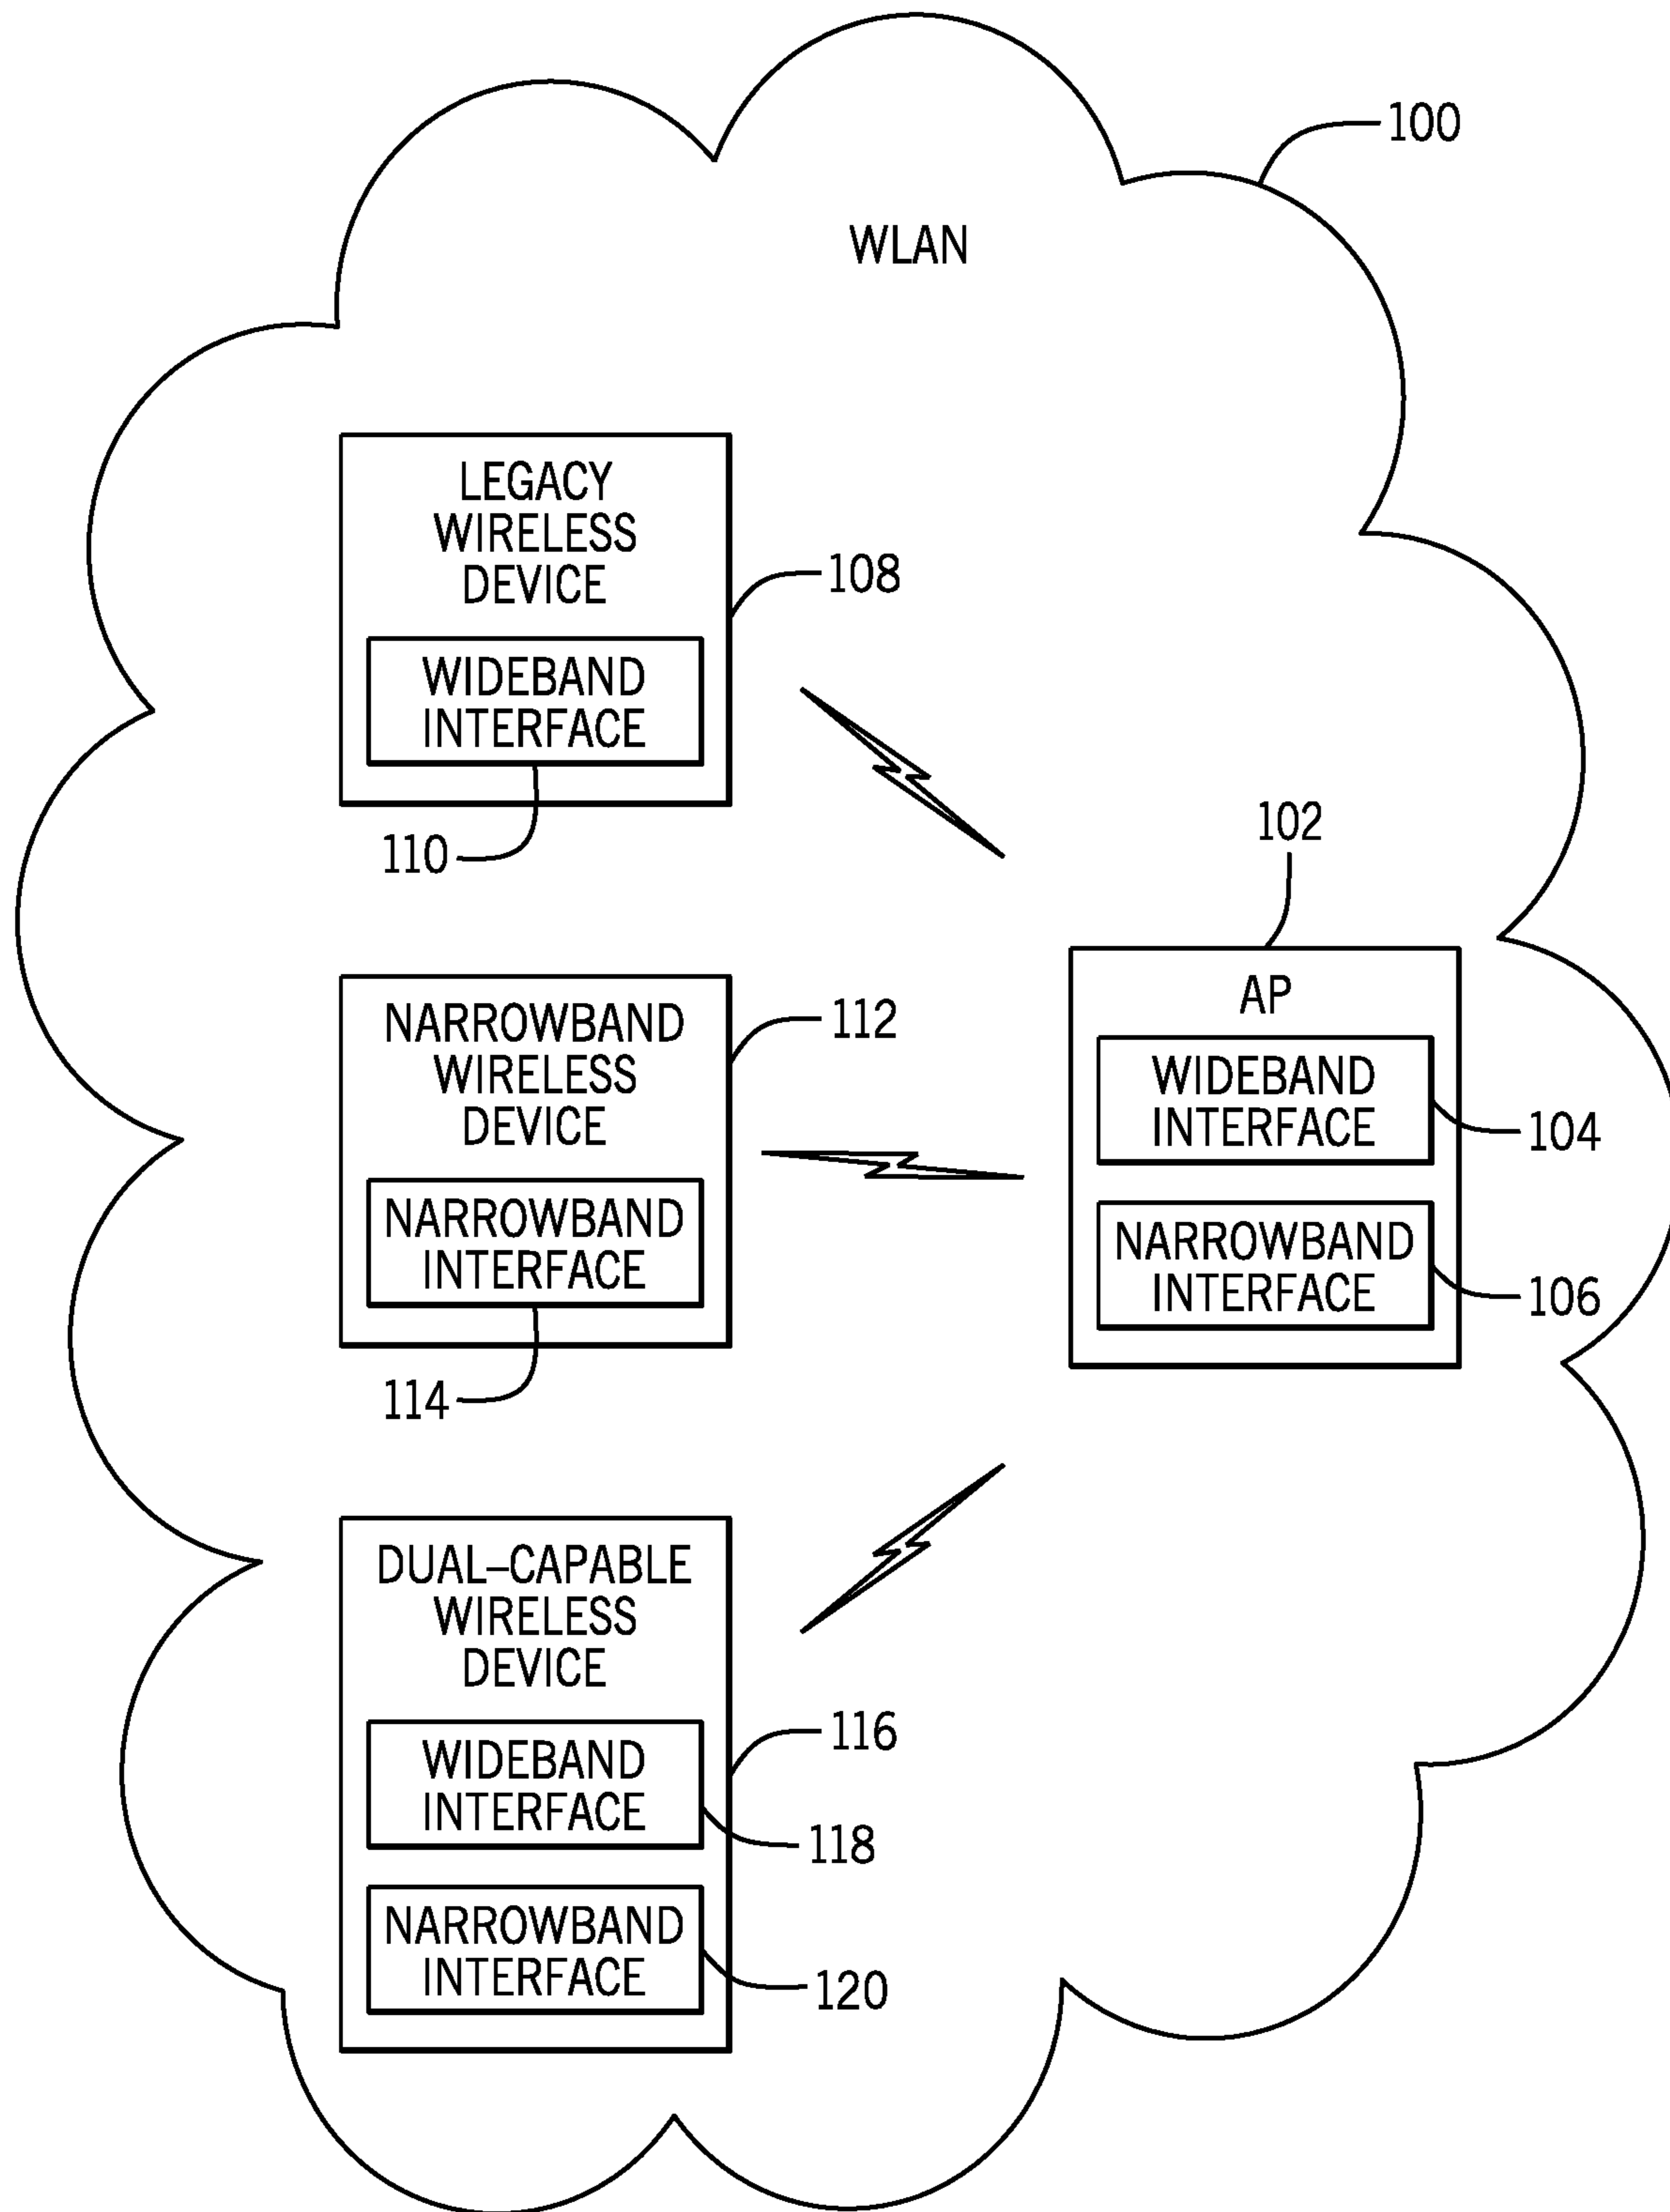 100
WLAN
LEGACY
WIRELESS
DEVICE
108
WIDEBAND
INTERFACE
110
102
AP
WIDEBAND
INTERFACE
104
NARROWBAND
INTERFACE
106
NARROWBAND
WIRELESS
DEVICE
112
NARROWBAND
INTERFACE
114
DUAL–CAPABLE
WIRELESS
DEVICE
116
WIDEBAND
INTERFACE
118
NARROWBAND
INTERFACE
120